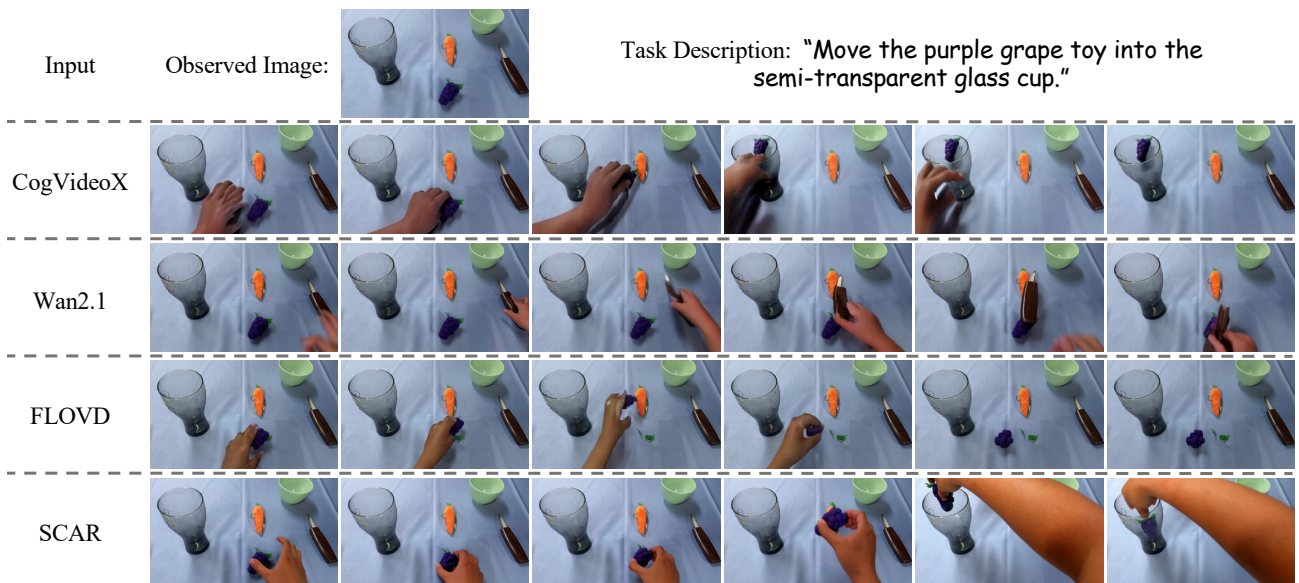 Input
Observed Image:
Task Description: “Move the purple grape toy into the
semi-transparent glass cup.”
CogVideoX
Wan2.1
FLOVD
SCAR